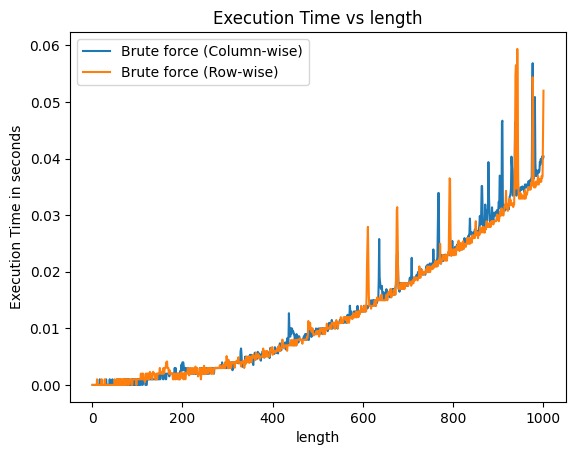 Execution Time vs length
Brute force (Column-wise)
Brute force (Row-wise)
Execution Time in seconds
0.06
0.05
0.04
0.03
0.02
0.01
0.00
0 200 400 600 800 1000
length